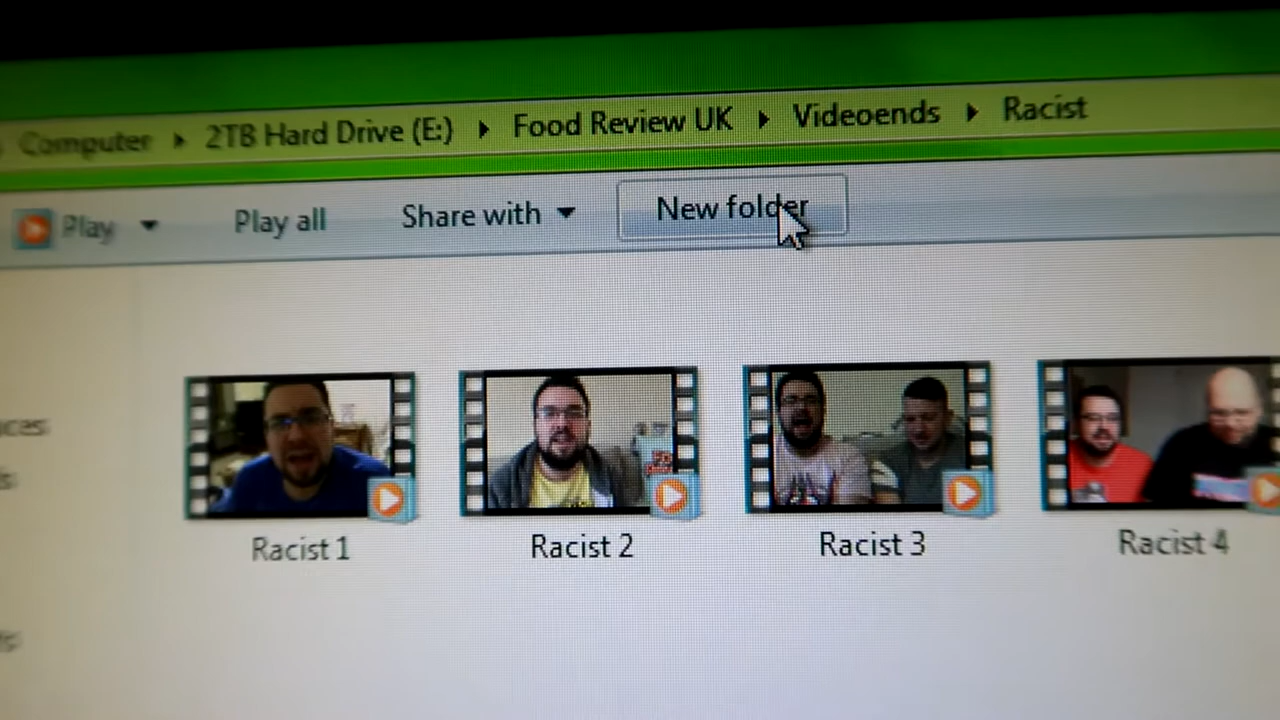 Computer ▸ 2TB Hard Drive (E:) ▸ Food Review UK ▸ Videoends ▸ Racist
Play Play all Share with New folder
Racist 1 Racist 2 Racist 3 Racist 4